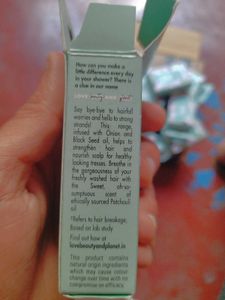 How can you make a
little difference every day
in your shower? There is
a clue in our name
LOVE beauty AND planet
Say bye-bye to hairfall
worries and hello to strong
strands! This range,
infused with Onion and
Black Seed oil, helps to
strengthen hair and
nourish scalp for healthy
looking tresses. Breathe in
the gorgeousness of your
freshly washed hair with
the Sweet, oh-so-
sumptuous scent of
ethically sourced Patchouli
oil
*Refers to hair breakage;
Based on lab study
Find out how at
lovebeautyandplanet.in
This product contains
natural origin ingredients
which may cause colour
change over time with no
compromise on efficacy.